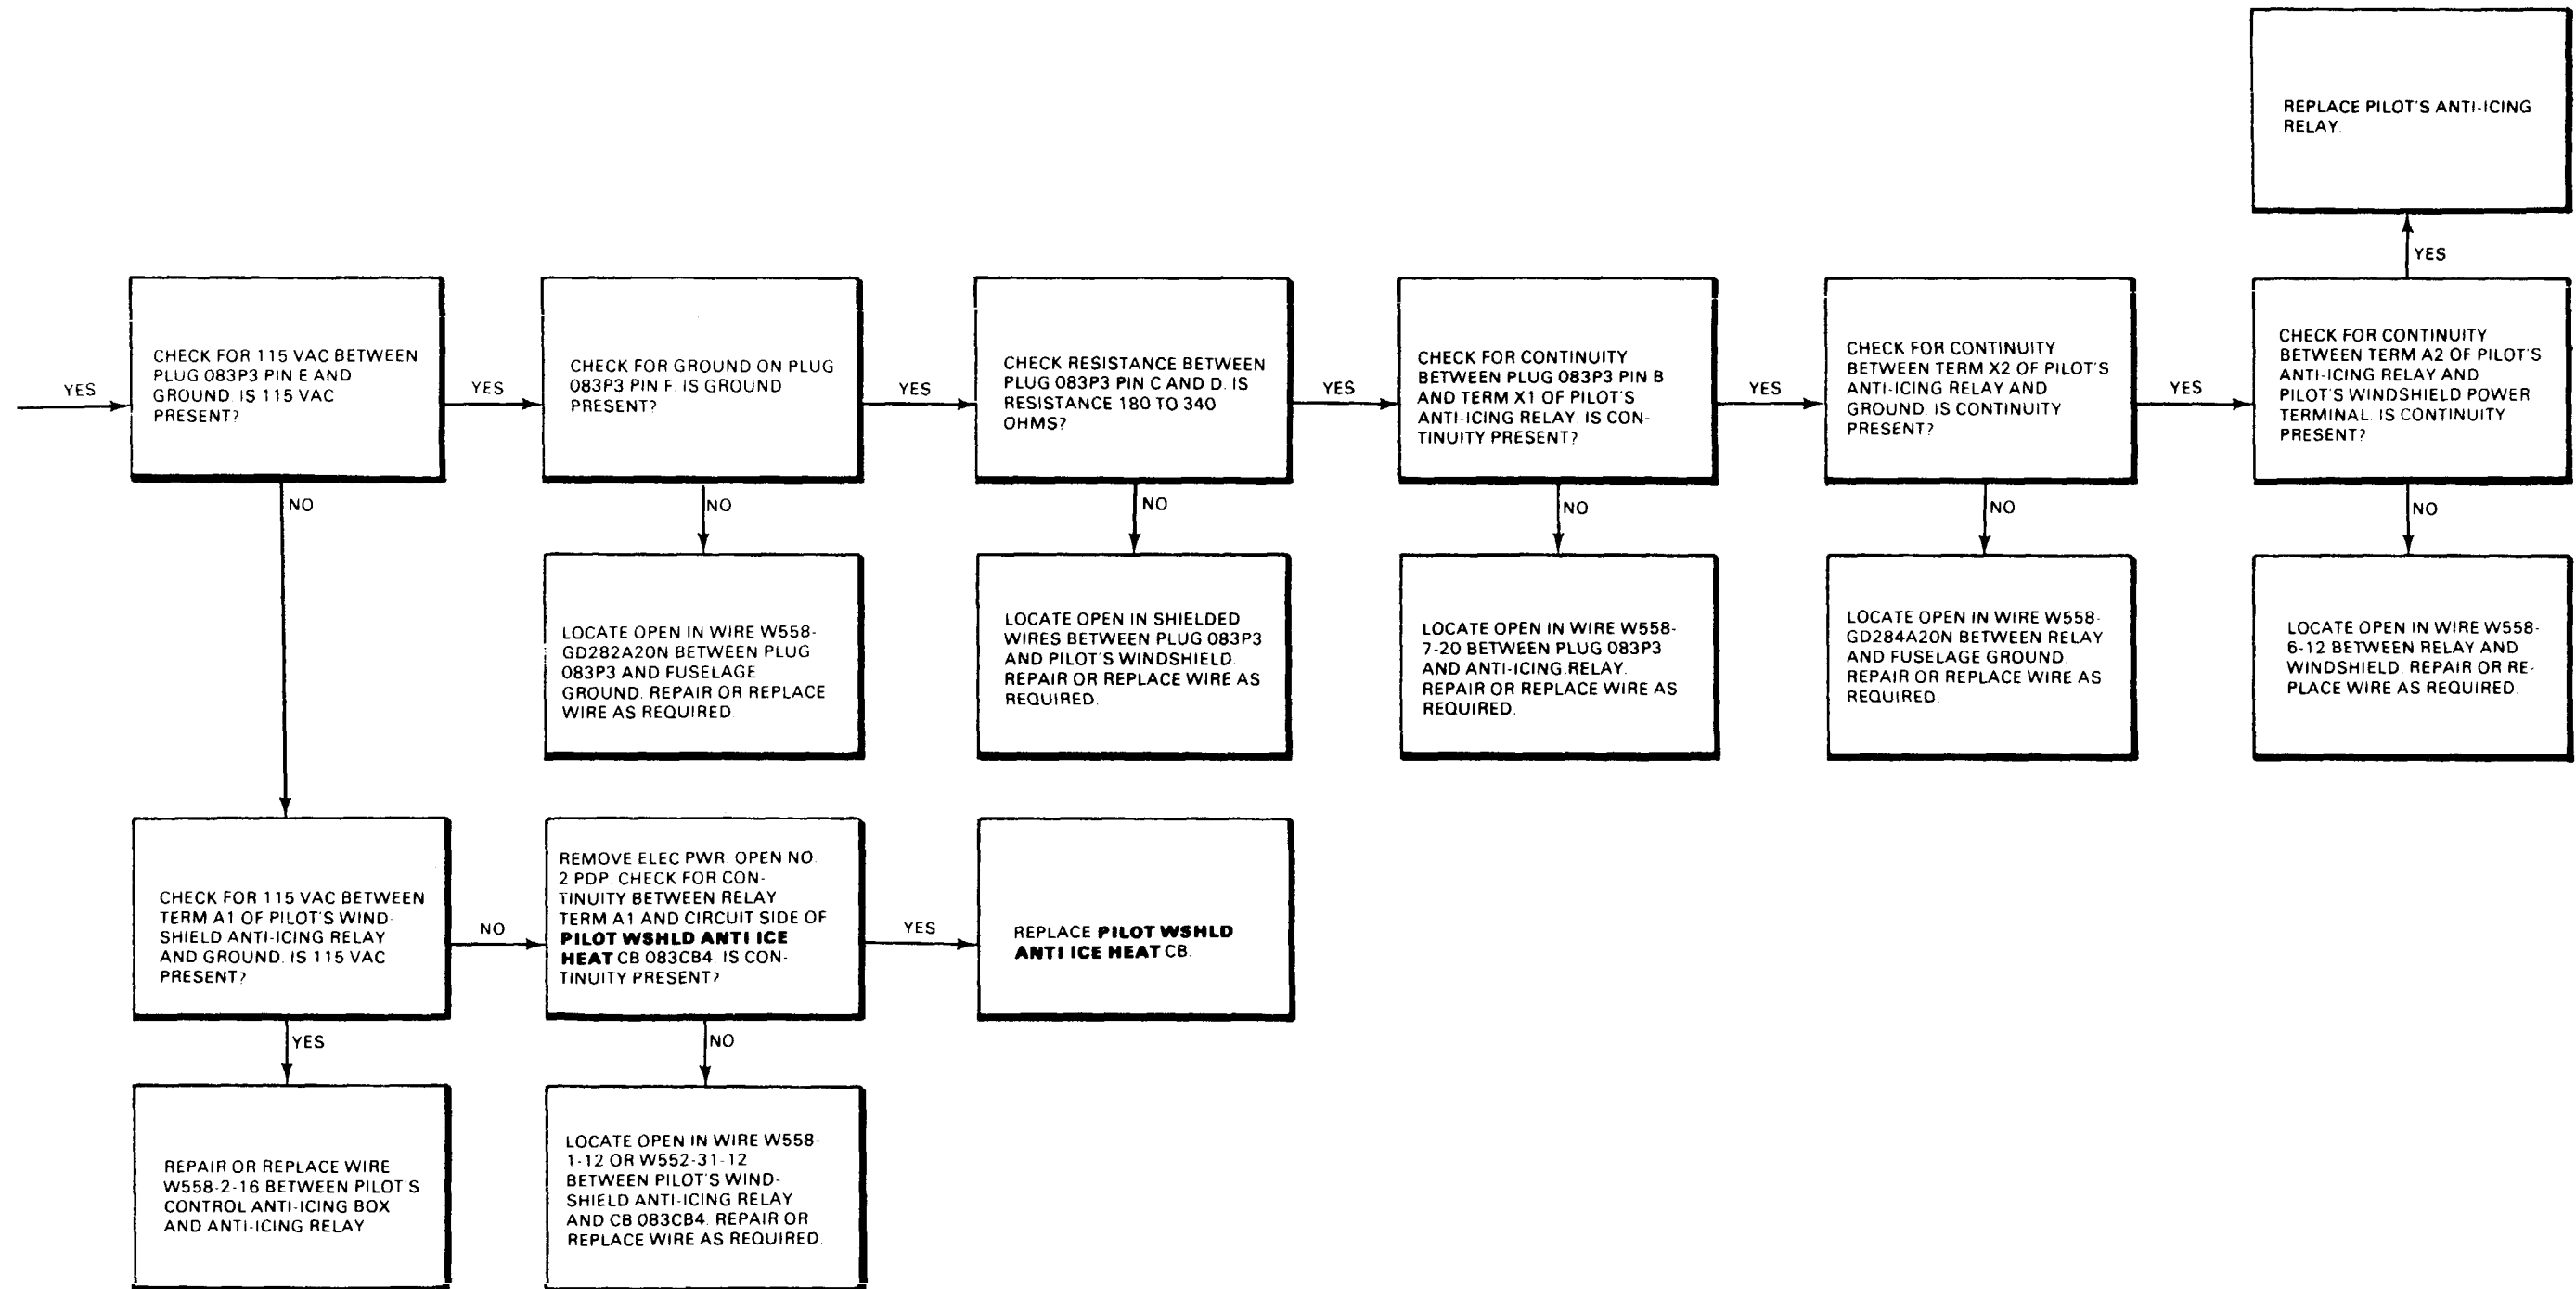 REPLACE PILOT'S ANTI-ICING
RELAY.
YES
YES
CHECK FOR 115 VAC BETWEEN
PLUG 083P3 PIN E AND
GROUND. IS 115 VAC
PRESENT?
YES
CHECK FOR GROUND ON PLUG
083P3 PIN F. IS GROUND
PRESENT?
YES
CHECK RESISTANCE BETWEEN
PLUG 083P3 PIN C AND D. IS
RESISTANCE 180 TO 340
OHMS?
YES
CHECK FOR CONTINUITY
BETWEEN PLUG 083P3 PIN B
AND TERM X1 OF PILOT'S
ANTI-ICING RELAY. IS CON-
TINUITY PRESENT?
YES
CHECK FOR CONTINUITY
BETWEEN TERM X2 OF PILOT'S
ANTI-ICING RELAY AND
GROUND. IS CONTINUITY
PRESENT?
YES
CHECK FOR CONTINUITY
BETWEEN TERM A2 OF PILOT'S
ANTI-ICING RELAY AND
PILOT'S WINDSHIELD POWER
TERMINAL. IS CONTINUITY
PRESENT?
NO
NO
NO
NO
NO
NO
LOCATE OPEN IN WIRE W558-
GD282A20N BETWEEN PLUG
083P3 AND FUSELAGE
GROUND. REPAIR OR REPLACE
WIRE AS REQUIRED.
LOCATE OPEN IN SHIELDED
WIRES BETWEEN PLUG 083P3
AND PILOT'S WINDSHIELD.
REPAIR OR REPLACE WIRE AS
REQUIRED.
LOCATE OPEN IN WIRE W558-
7-20 BETWEEN PLUG 083P3
AND ANTI-ICING RELAY.
REPAIR OR REPLACE WIRE AS
REQUIRED.
LOCATE OPEN IN WIRE W558-
GD284A20N BETWEEN RELAY
AND FUSELAGE GROUND.
REPAIR OR REPLACE WIRE AS
REQUIRED.
LOCATE OPEN IN WIRE W558-
6-12 BETWEEN RELAY AND
WINDSHIELD. REPAIR OR RE-
PLACE WIRE AS REQUIRED.
CHECK FOR 115 VAC BETWEEN
TERM A1 OF PILOT'S WIND-
SHIELD ANTI-ICING RELAY
AND GROUND. IS 115 VAC
PRESENT?
NO
REMOVE ELEC PWR. OPEN NO.
2 PDP. CHECK FOR CON-
TINUITY BETWEEN RELAY
TERM A1 AND CIRCUIT SIDE OF
PILOT WSHLD ANTI ICE
HEAT CB 083CB4. IS CON-
TINUITY PRESENT?
YES
REPLACE PILOT WSHLD
ANTI ICE HEAT CB.
YES
NO
REPAIR OR REPLACE WIRE
W558-2-16 BETWEEN PILOT'S
CONTROL ANTI-ICING BOX
AND ANTI-ICING RELAY.
LOCATE OPEN IN WIRE W558-
1-12 OR W552-31-12
BETWEEN PILOT'S WIND-
SHIELD ANTI-ICING RELAY
AND CB 083CB4. REPAIR OR
REPLACE WIRE AS REQUIRED.